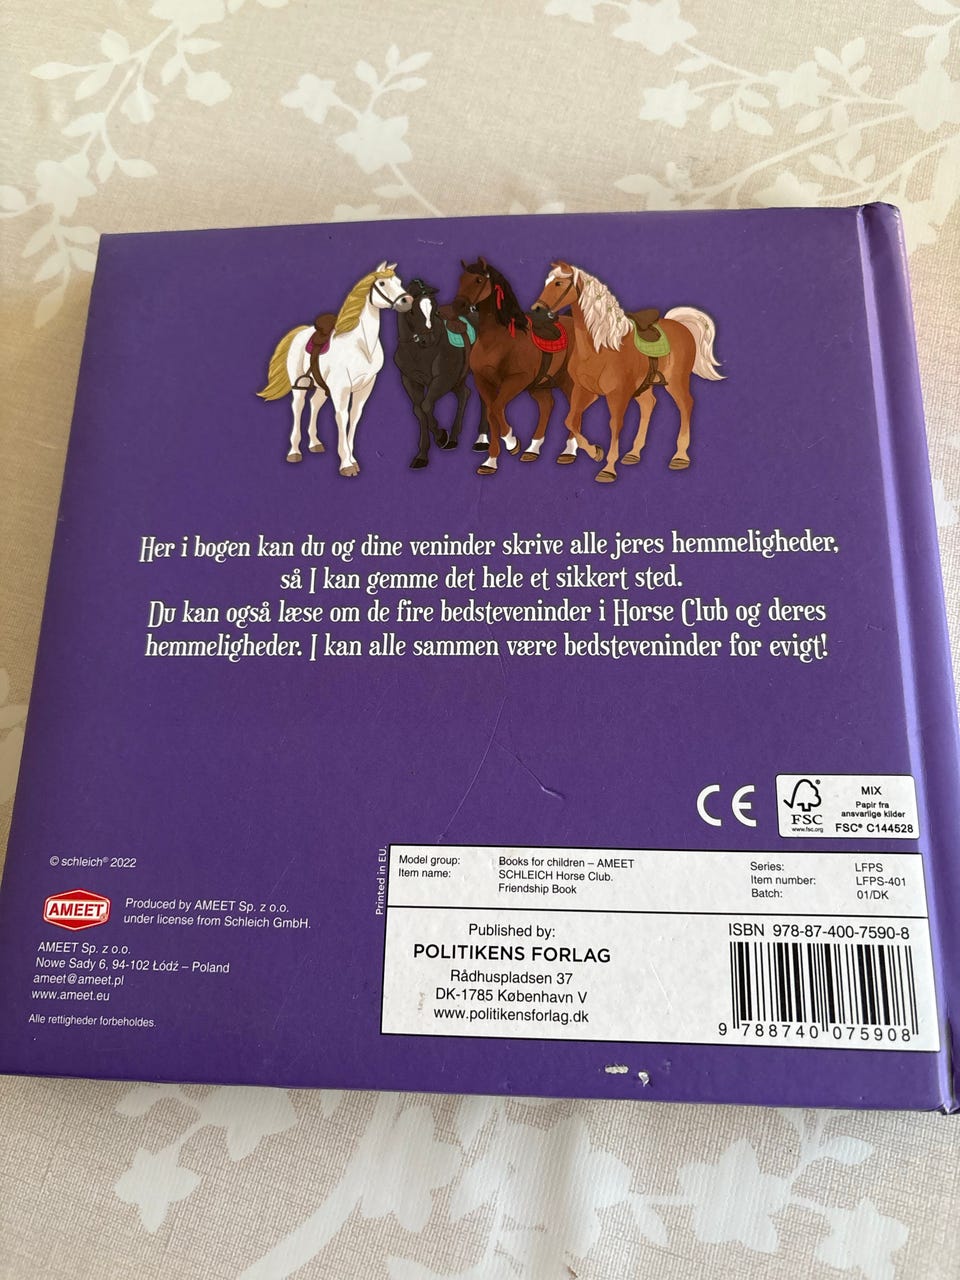 Her i bogen kan du og dine veninder skrive alle jeres hemmeligheder,
så I kan gemme det hele et sikkert sted.
Du kan også læse om de fire bedsteveninder i Horse Club og deres
hemmeligheder. I kan alle sammen være bedsteveninder for evigt!
CE
FSC
www.fsc.org
MIX
Papir fra
ansvarlige kilder
FSC® C144528
© schleich® 2022
AMEET®
Produced by AMEET Sp. z o.o.
under license from Schleich GmbH.
AMEET Sp. z o.o.
Nowe Sady 6, 94-102 Łódź – Poland
ameet@ameet.pl
www.ameet.eu
Alle rettigheder forbeholdes.
Printed in EU.
Model group: Books for children – AMEET
Item name: SCHLEICH Horse Club.
Friendship Book
Series: LFPS
Item number: LFPS-401
Batch: 01/DK
Published by:
POLITIKENS FORLAG
Rådhuspladsen 37
DK-1785 København V
www.politikensforlag.dk
ISBN 978-87-400-7590-8
9 788740 075908